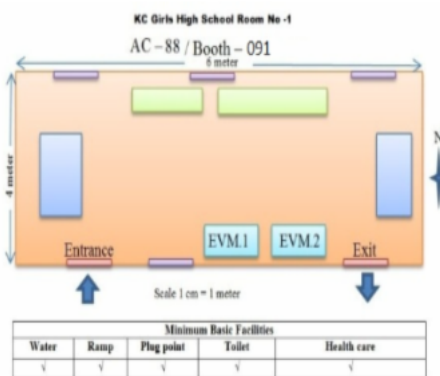 KC Girls High School Room No -1
AC – 88 / Booth – 091
6 meter
4 meter
N
EVM.1 EVM.2
Entrance Exit
Scale 1 cm = 1 meter
Minimum Basic Facilities
Water Ramp Plug point Toilet Health care
√ √ √ √ √